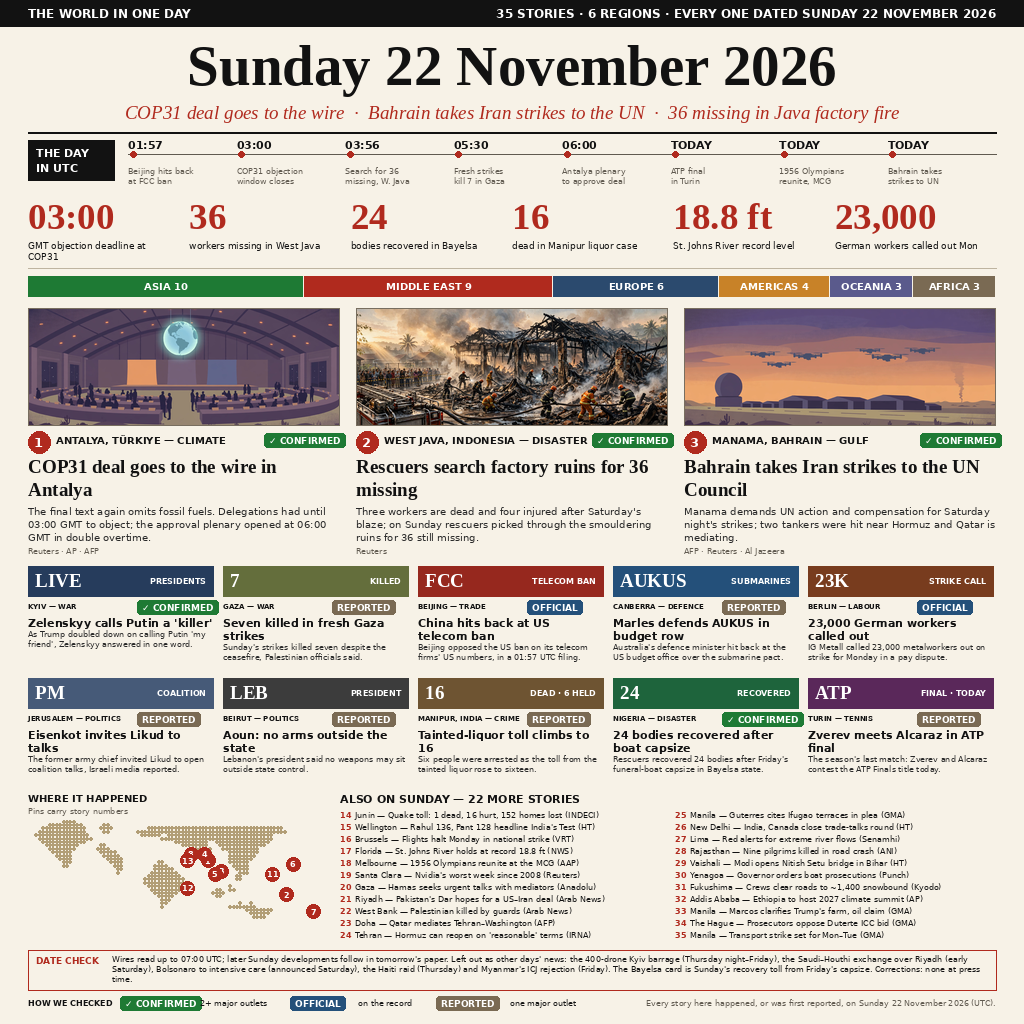 THE WORLD IN ONE DAY
35 STORIES · 6 REGIONS · EVERY ONE DATED SUNDAY 22 NOVEMBER 2026
Sunday 22 November 2026
COP31 deal goes to the wire · Bahrain takes Iran strikes to the UN · 36 missing in Java factory fire
THE DAY
IN UTC
01:57
Beijing hits back
at FCC ban
03:00
COP31 objection
window closes
03:56
Search for 36
missing, W. Java
05:30
Fresh strikes
kill 7 in Gaza
06:00
Antalya plenary
to approve deal
TODAY
ATP final
in Turin
TODAY
1956 Olympians
reunite, MCG
TODAY
Bahrain takes
strikes to UN
03:00
GMT objection deadline at
COP31
36
workers missing in West Java
24
bodies recovered in Bayelsa
16
dead in Manipur liquor case
18.8 ft
St. Johns River record level
23,000
German workers called out Mon
ASIA 10
MIDDLE EAST 9
EUROPE 6
AMERICAS 4
OCEANIA 3
AFRICA 3
1 ANTALYA, TÜRKIYE — CLIMATE ✓ CONFIRMED
COP31 deal goes to the wire in
Antalya
The final text again omits fossil fuels. Delegations had until
03:00 GMT to object; the approval plenary opened at 06:00
GMT in double overtime.
Reuters · AP · AFP
2 WEST JAVA, INDONESIA — DISASTER ✓ CONFIRMED
Rescuers search factory ruins for 36
missing
Three workers are dead and four injured after Saturday's
blaze; on Sunday rescuers picked through the smouldering
ruins for 36 still missing.
Reuters
3 MANAMA, BAHRAIN — GULF ✓ CONFIRMED
Bahrain takes Iran strikes to the UN
Council
Manama demands UN action and compensation for Saturday
night's strikes; two tankers were hit near Hormuz and Qatar is
mediating.
AFP · Reuters · Al Jazeera
LIVE PRESIDENTS
KYIV — WAR ✓ CONFIRMED
Zelenskyy calls Putin a 'killer'
As Trump doubled down on calling Putin 'my
friend', Zelenskyy answered in one word.
7 KILLED
GAZA — WAR REPORTED
Seven killed in fresh Gaza
strikes
Sunday's strikes killed seven despite the
ceasefire, Palestinian officials said.
FCC TELECOM BAN
BEIJING — TRADE OFFICIAL
China hits back at US
telecom ban
Beijing opposed the US ban on its telecom
firms' US numbers, in a 01:57 UTC filing.
AUKUS SUBMARINES
CANBERRA — DEFENCE REPORTED
Marles defends AUKUS in
budget row
Australia's defence minister hit back at the
US budget office over the submarine pact.
23K STRIKE CALL
BERLIN — LABOUR OFFICIAL
23,000 German workers
called out
IG Metall called 23,000 metalworkers out on
strike for Monday in a pay dispute.
PM COALITION
JERUSALEM — POLITICS REPORTED
Eisenkot invites Likud to
talks
The former army chief invited Likud to open
coalition talks, Israeli media reported.
LEB PRESIDENT
BEIRUT — POLITICS REPORTED
Aoun: no arms outside the
state
Lebanon's president said no weapons may sit
outside state control.
16 DEAD · 6 HELD
MANIPUR, INDIA — CRIME REPORTED
Tainted-liquor toll climbs to
16
Six people were arrested as the toll from the
tainted liquor rose to sixteen.
24 RECOVERED
NIGERIA — DISASTER ✓ CONFIRMED
24 bodies recovered after
boat capsize
Rescuers recovered 24 bodies after Friday's
funeral-boat capsize in Bayelsa state.
ATP FINAL · TODAY
TURIN — TENNIS REPORTED
Zverev meets Alcaraz in ATP
final
The season's last match: Zverev and Alcaraz
contest the ATP Finals title today.
WHERE IT HAPPENED
Pins carry story numbers
4
13
5
6
11
12
2
7
ALSO ON SUNDAY — 22 MORE STORIES
14 Junin — Quake toll: 1 dead, 16 hurt, 152 homes lost (INDECI)
15 Wellington — Rahul 136, Pant 128 headline India's Test (HT)
16 Brussels — Flights halt Monday in national strike (VRT)
17 Florida — St. Johns River holds at record 18.8 ft (NWS)
18 Melbourne — 1956 Olympians reunite at the MCG (AAP)
19 Santa Clara — Nvidia's worst week since 2008 (Reuters)
20 Gaza — Hamas seeks urgent talks with mediators (Anadolu)
21 Riyadh — Pakistan's Dar hopes for a US–Iran deal (Arab News)
22 West Bank — Palestinian killed by guards (Arab News)
23 Doha — Qatar mediates Tehran–Washington (AFP)
24 Tehran — Hormuz can reopen on 'reasonable' terms (IRNA)
25 Manila — Guterres cites Ifugao terraces in plea (GMA)
26 New Delhi — India, Canada close trade-talks round (HT)
27 Lima — Red alerts for extreme river flows (Senamhi)
28 Rajasthan — Nine pilgrims killed in road crash (ANI)
29 Vaishali — Modi opens Nitish Setu bridge in Bihar (HT)
30 Yenagoa — Governor orders boat prosecutions (Punch)
31 Fukushima — Crews clear roads to ~1,400 snowbound (Kyodo)
32 Addis Ababa — Ethiopia to host 2027 climate summit (AP)
33 Manila — Marcos clarifies Trump's farm, oil claim (GMA)
34 The Hague — Prosecutors oppose Duterte ICC bid (GMA)
35 Manila — Transport strike set for Mon–Tue (GMA)
DATE CHECK
Wires read up to 07:00 UTC; later Sunday developments follow in tomorrow's paper. Left out as other days' news: the 400-drone Kyiv barrage (Thursday night–Friday), the Saudi–Houthi exchange over Riyadh (early
Saturday), Bolsonaro to intensive care (announced Saturday), the Haiti raid (Thursday) and Myanmar's ICJ rejection (Friday). The Bayelsa card is Sunday's recovery toll from Friday's capsize. Corrections: none at press
time.
HOW WE CHECKED ✓ CONFIRMED 2+ major outlets OFFICIAL on the record REPORTED one major outlet
Every story here happened, or was first reported, on Sunday 22 November 2026 (UTC).